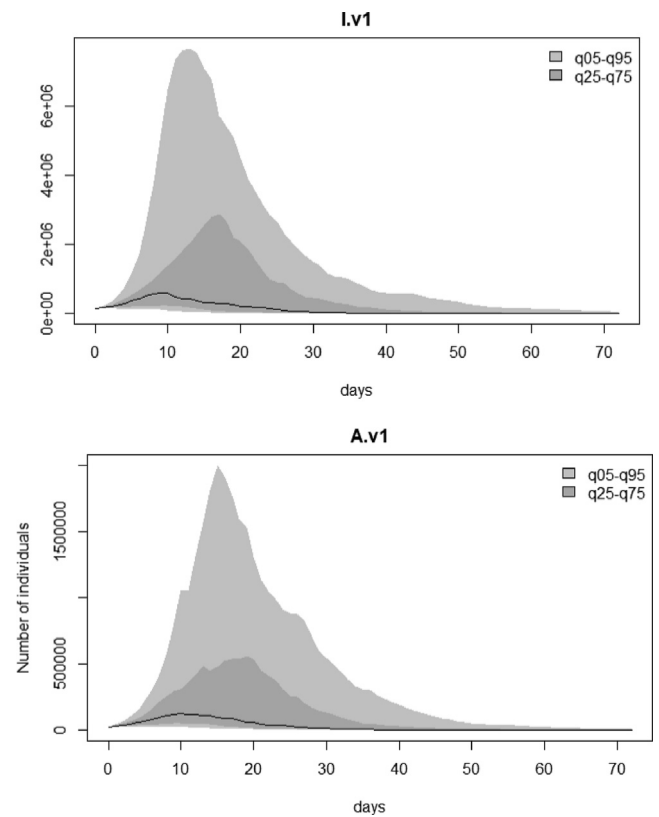 I.v1
q05-q95
q25-q75
6e+06
4e+06
2e+06
0e+00
0 10 20 30 40 50 60 70
days
A.v1
q05-q95
q25-q75
Number of individuals
1500000
500000
0
0 10 20 30 40 50 60 70
days